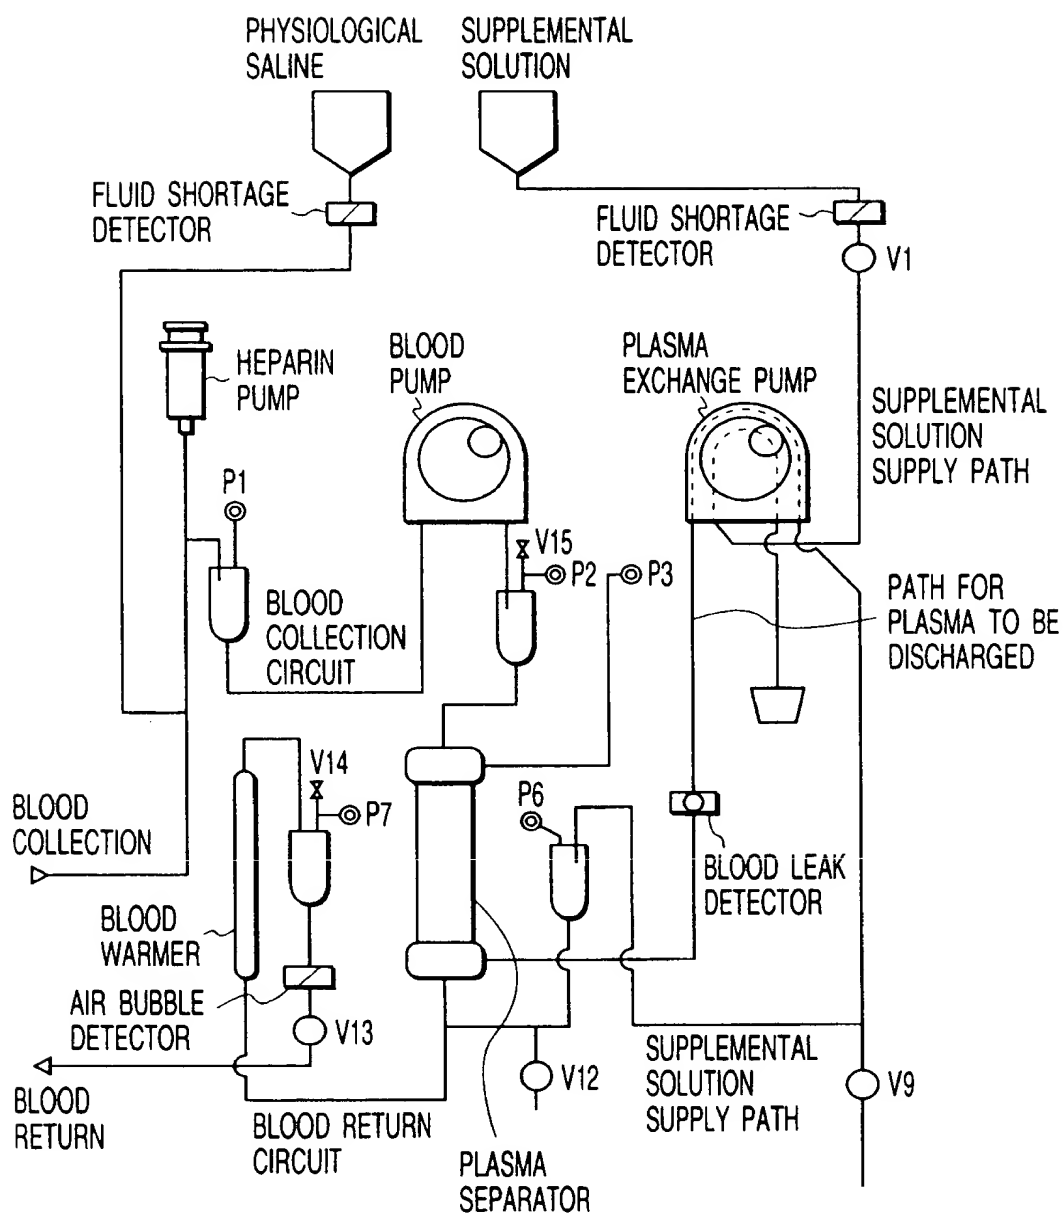 PHYSIOLOGICAL
SALINE
SUPPLEMENTAL
SOLUTION
FLUID SHORTAGE
DETECTOR
FLUID SHORTAGE
DETECTOR
V1
HEPARIN
PUMP
BLOOD
PUMP
PLASMA
EXCHANGE PUMP
SUPPLEMENTAL
SOLUTION
SUPPLY PATH
P1
V15
P2
P3
BLOOD
COLLECTION
CIRCUIT
PATH FOR
PLASMA TO BE
DISCHARGED
V14
P7
P6
BLOOD
COLLECTION
BLOOD LEAK
DETECTOR
BLOOD
WARMER
AIR BUBBLE
DETECTOR
V13
V12
SUPPLEMENTAL
SOLUTION
SUPPLY PATH
V9
BLOOD
RETURN
BLOOD RETURN
CIRCUIT
PLASMA
SEPARATOR